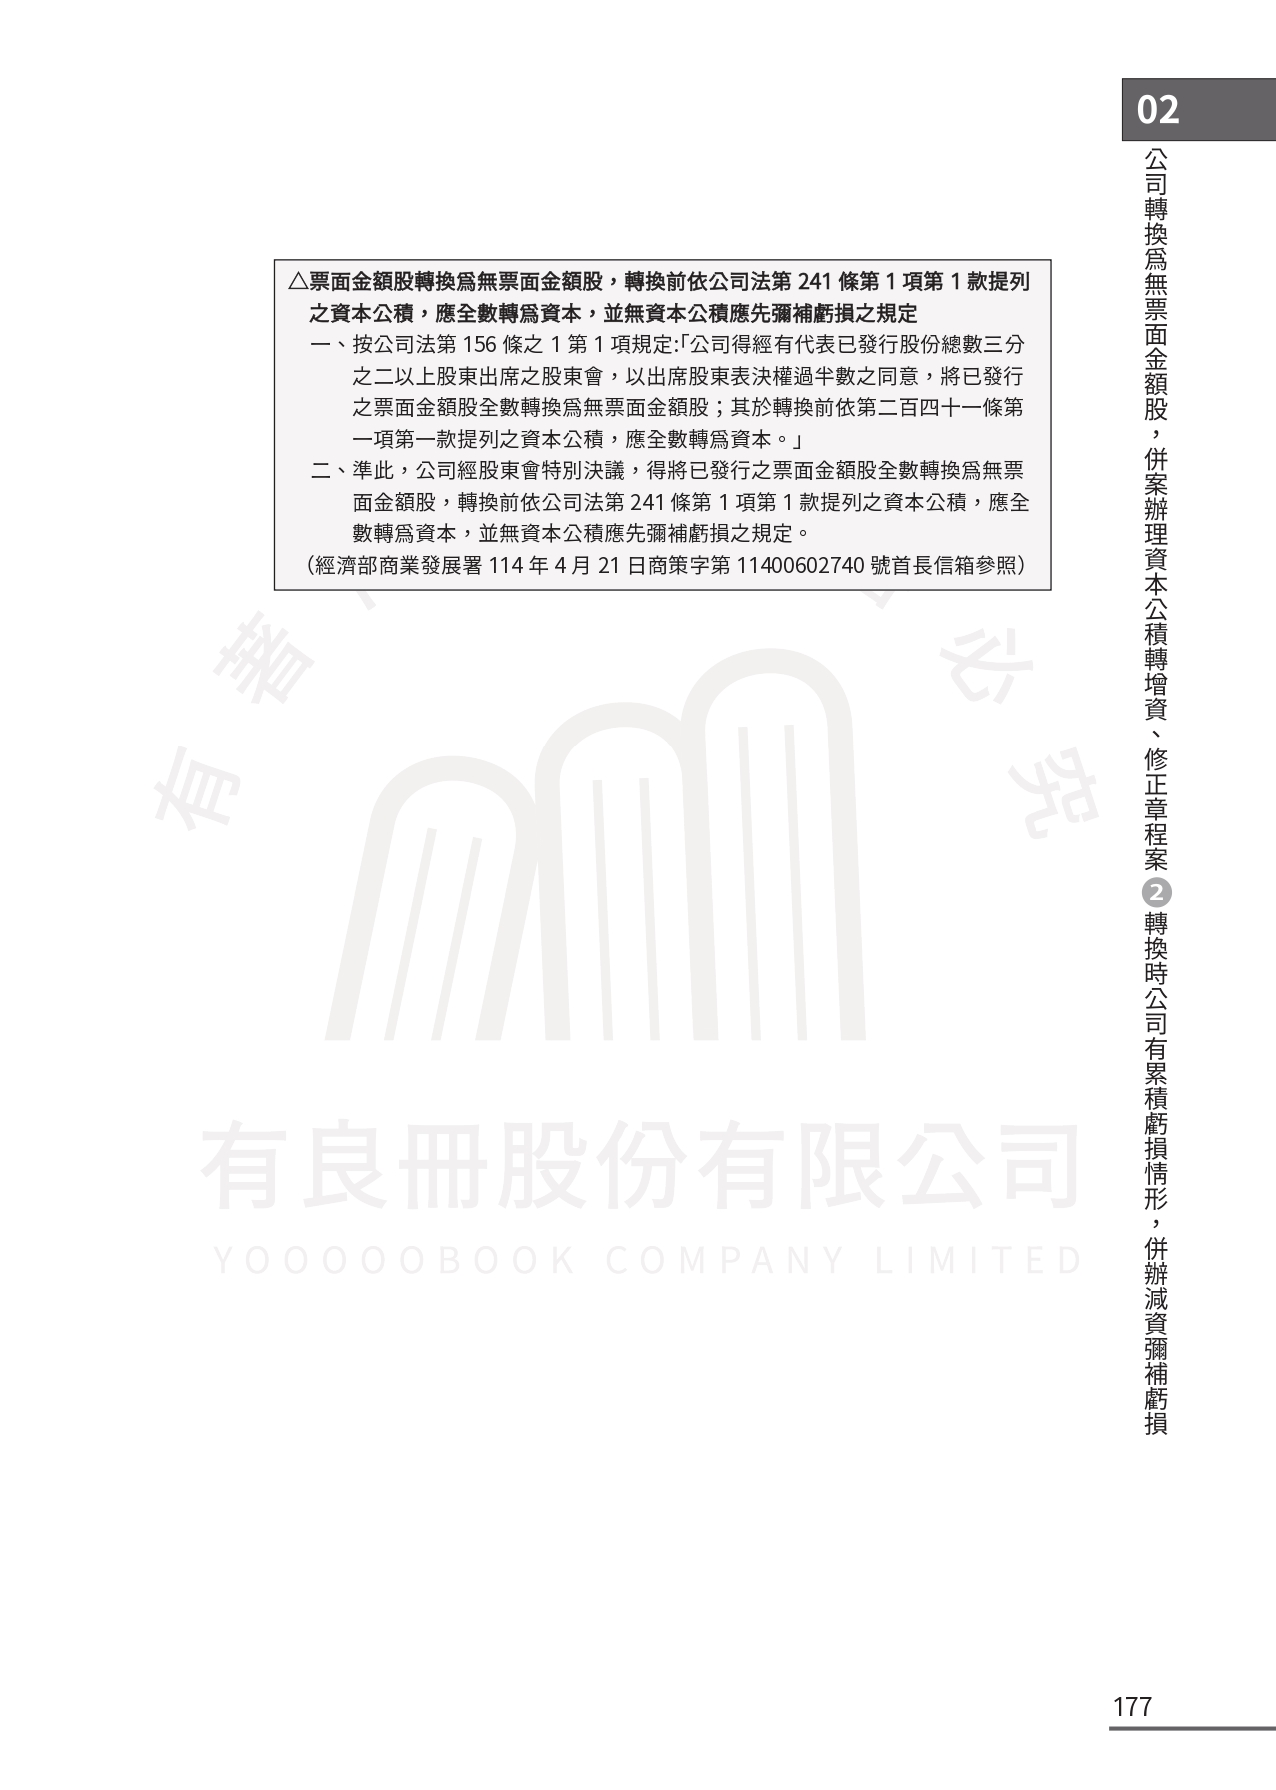 02
公司轉換爲無票面金額股，併案辦理資本公積轉增資、修正章程案❷轉換時公司有累積虧損情形，併辦減資彌補虧損
△票面金額股轉換爲無票面金額股，轉換前依公司法第 241 條第 1 項第 1 款提列
之資本公積，應全數轉爲資本，並無資本公積應先彌補虧損之規定
一、按公司法第 156 條之 1 第 1 項規定:「公司得經有代表已發行股份總數三分
之二以上股東出席之股東會，以出席股東表決權過半數之同意，將已發行
之票面金額股全數轉換爲無票面金額股；其於轉換前依第二百四十一條第
一項第一款提列之資本公積，應全數轉爲資本。」
二、準此，公司經股東會特別決議，得將已發行之票面金額股全數轉換爲無票
面金額股，轉換前依公司法第 241 條第 1 項第 1 款提列之資本公積，應全
數轉爲資本，並無資本公積應先彌補虧損之規定。
（經濟部商業發展署 114 年 4 月 21 日商策字第 11400602740 號首長信箱參照）
有著 必究
有良冊股份有限公司
YOOOOOBOOK COMPANY LIMITED
177